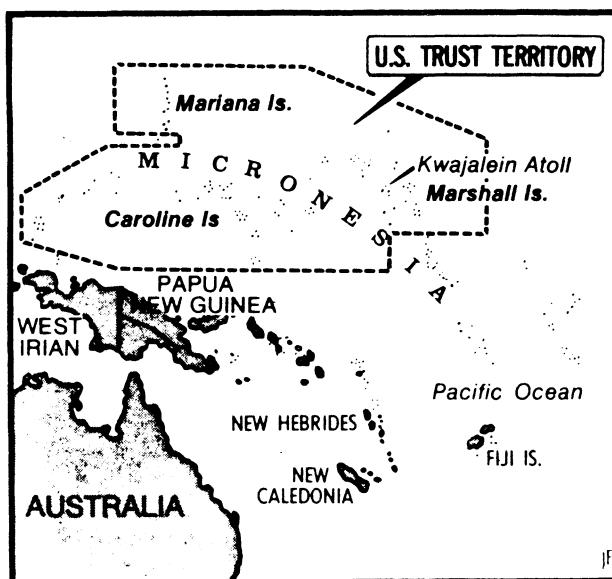 U.S. TRUST TERRITORY
Mariana Is.
MICRONESIA
Kwajalein Atoll
Marshall Is.
Caroline Is
PAPUA
NEW GUINEA
WEST
IRIAN
Pacific Ocean
NEW HEBRIDES
FIJI IS.
NEW
CALEDONIA
AUSTRALIA